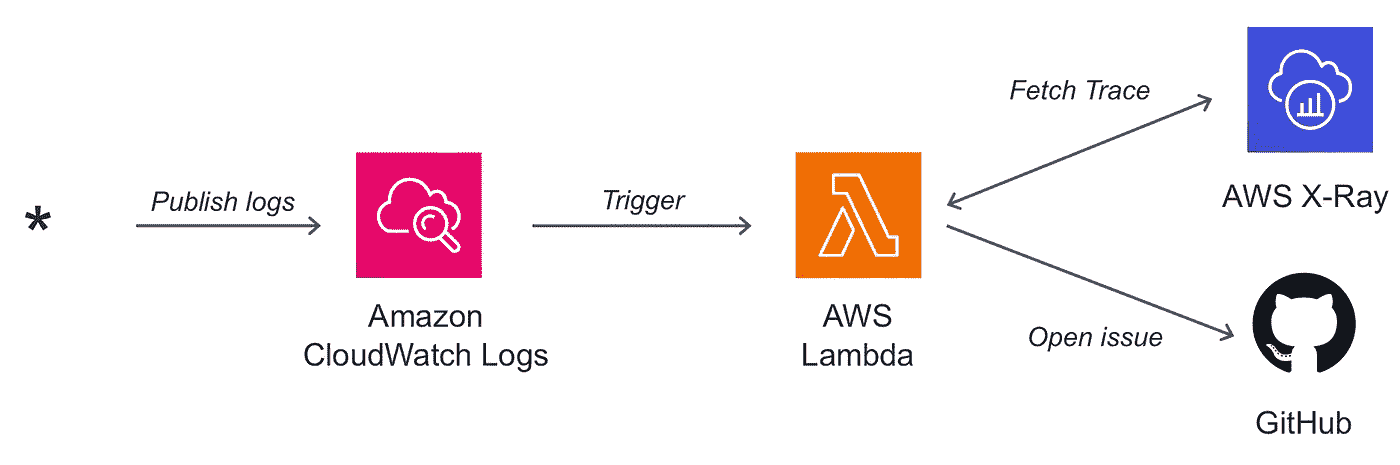 Fetch Trace
AWS X-Ray
*
Publish logs
Trigger
Amazon
CloudWatch Logs
AWS
Lambda
Open issue
GitHub